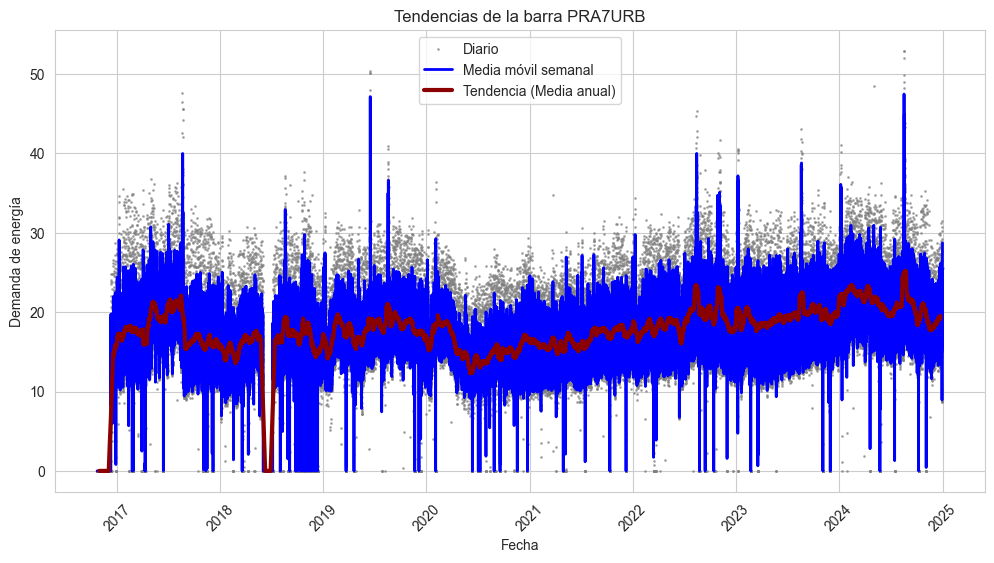 Tendencias de la barra PRA7URB
Diario
Media móvil semanal
Tendencia (Media anual)
Demanda de energía
50
40
30
20
10
0
2017
2018
2019
2020
2021
2022
2023
2024
2025
Fecha